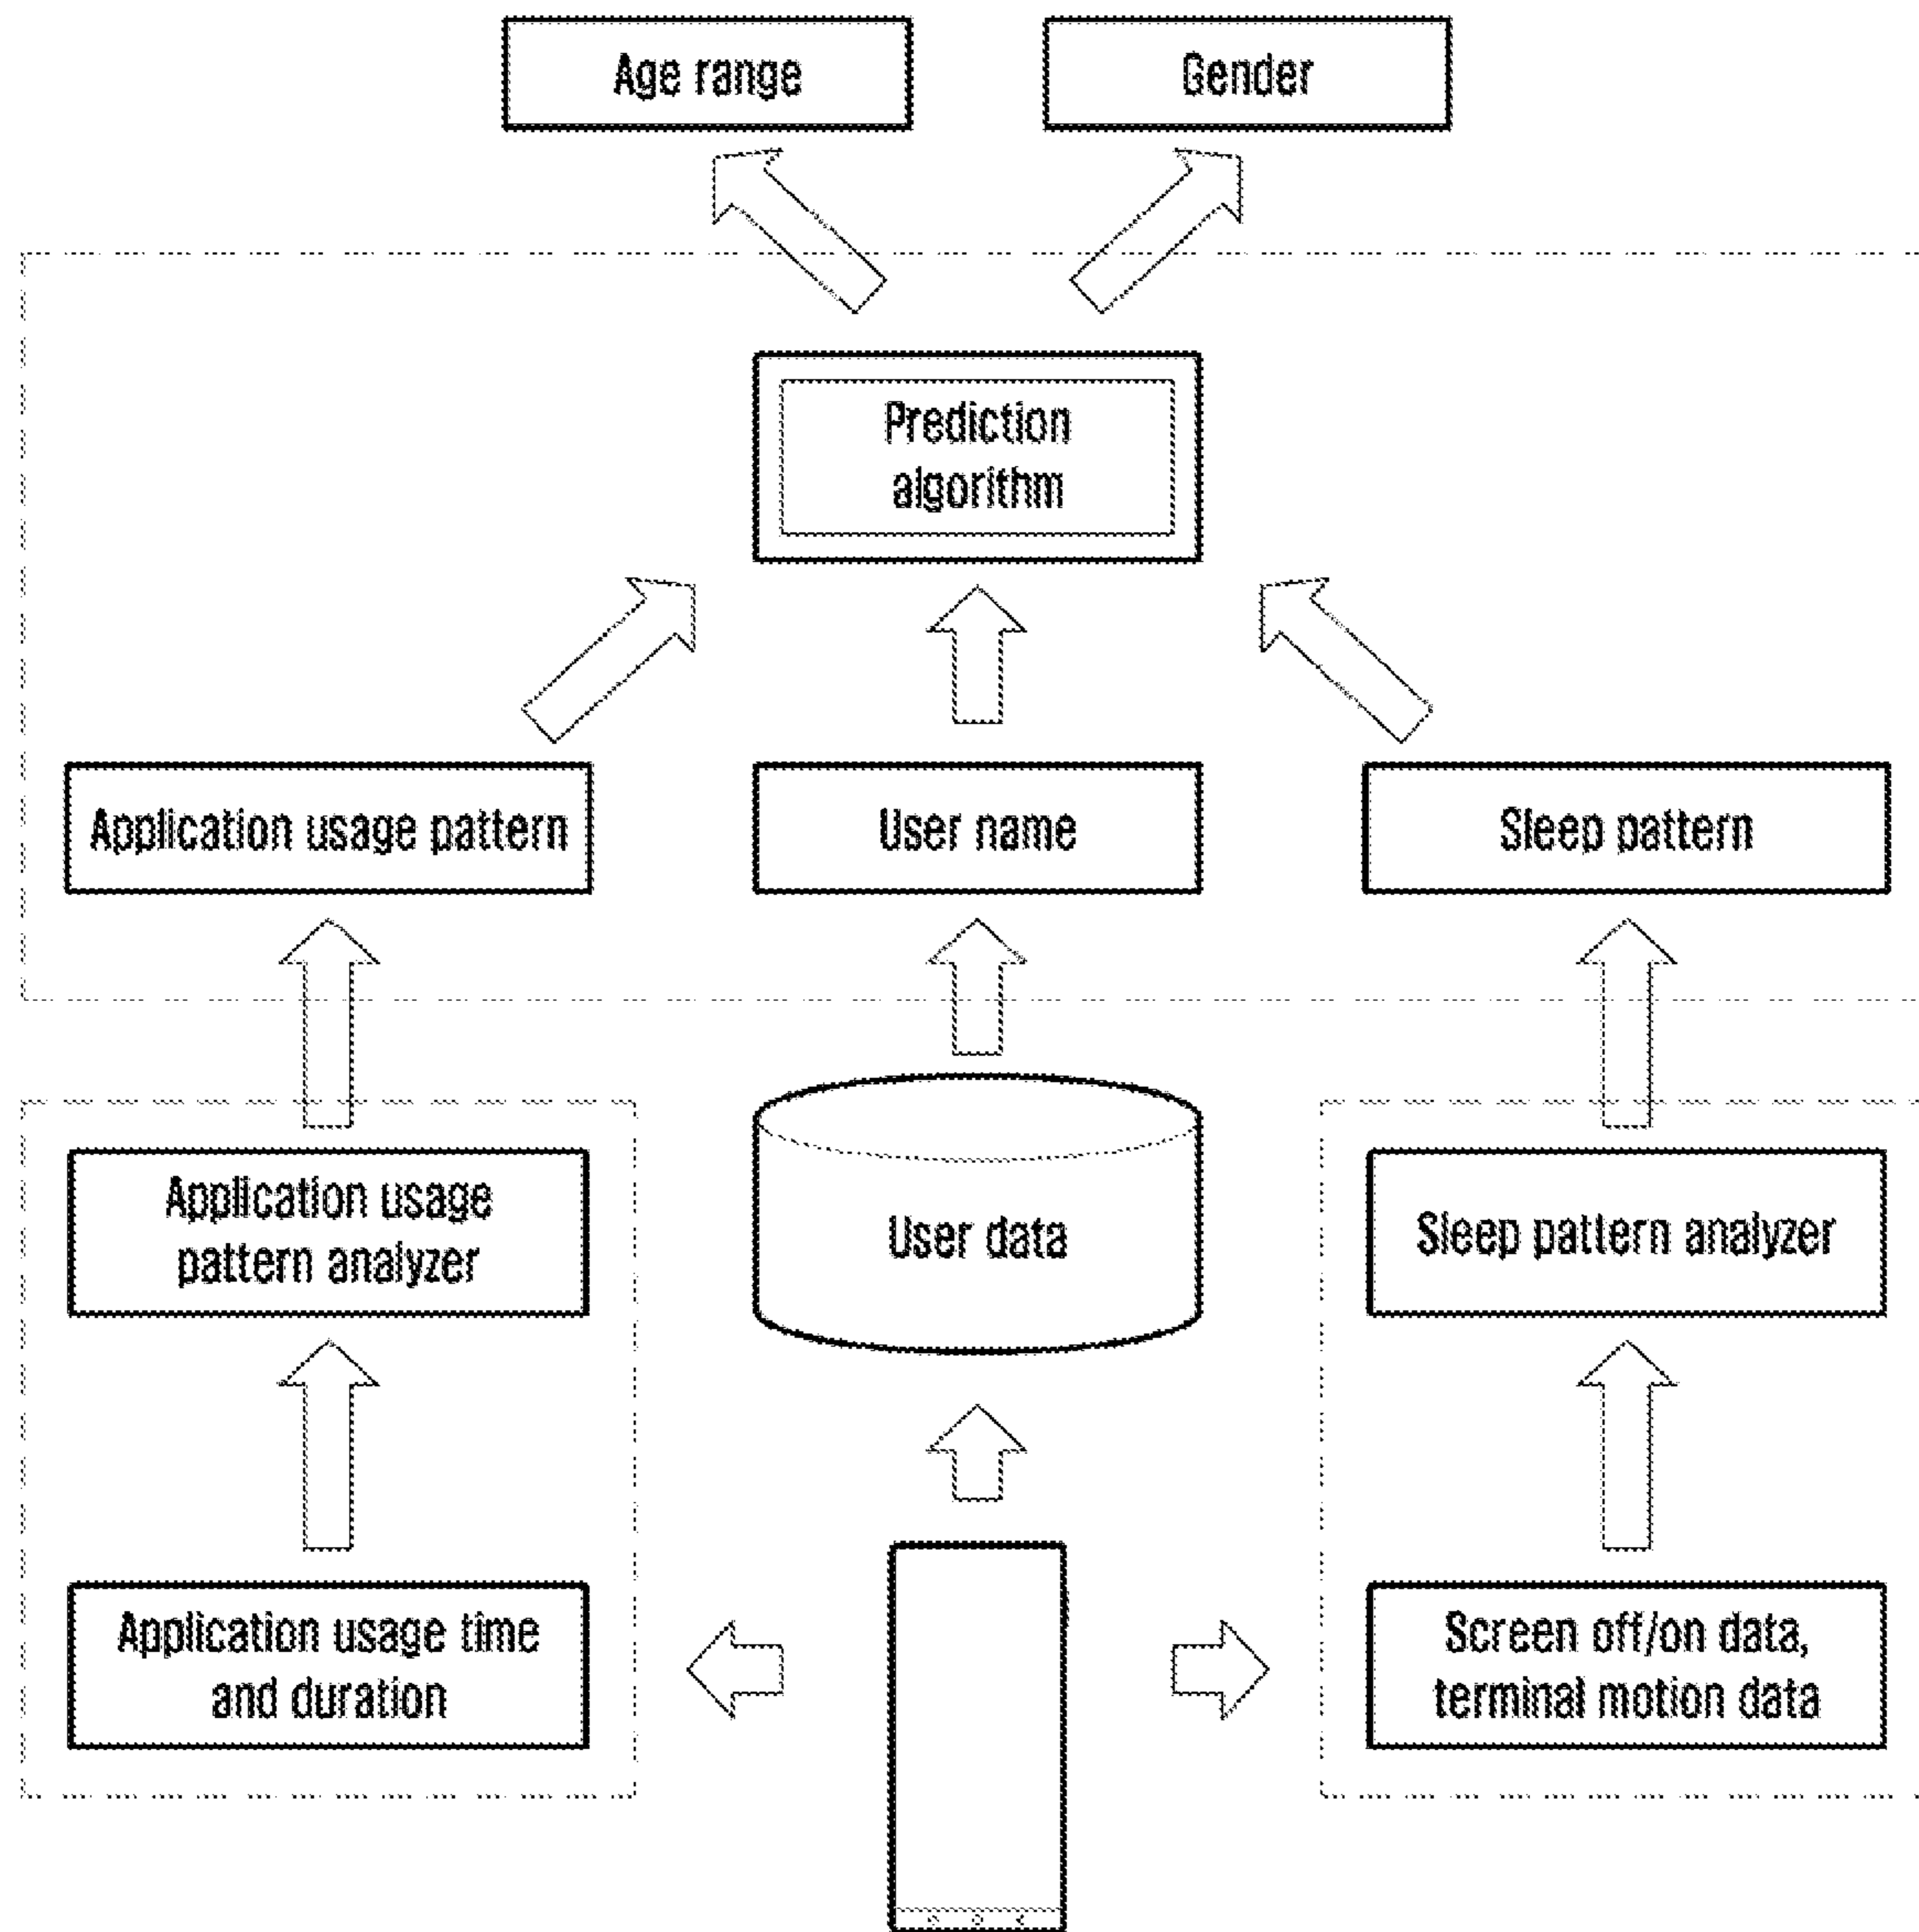 Age range
Gender
Prediction
algorithm
Application usage pattern
User name
Sleep pattern
Application usage
pattern analyzer
User data
Sleep pattern analyzer
Application usage time
and duration
Screen off/on data,
terminal motion data